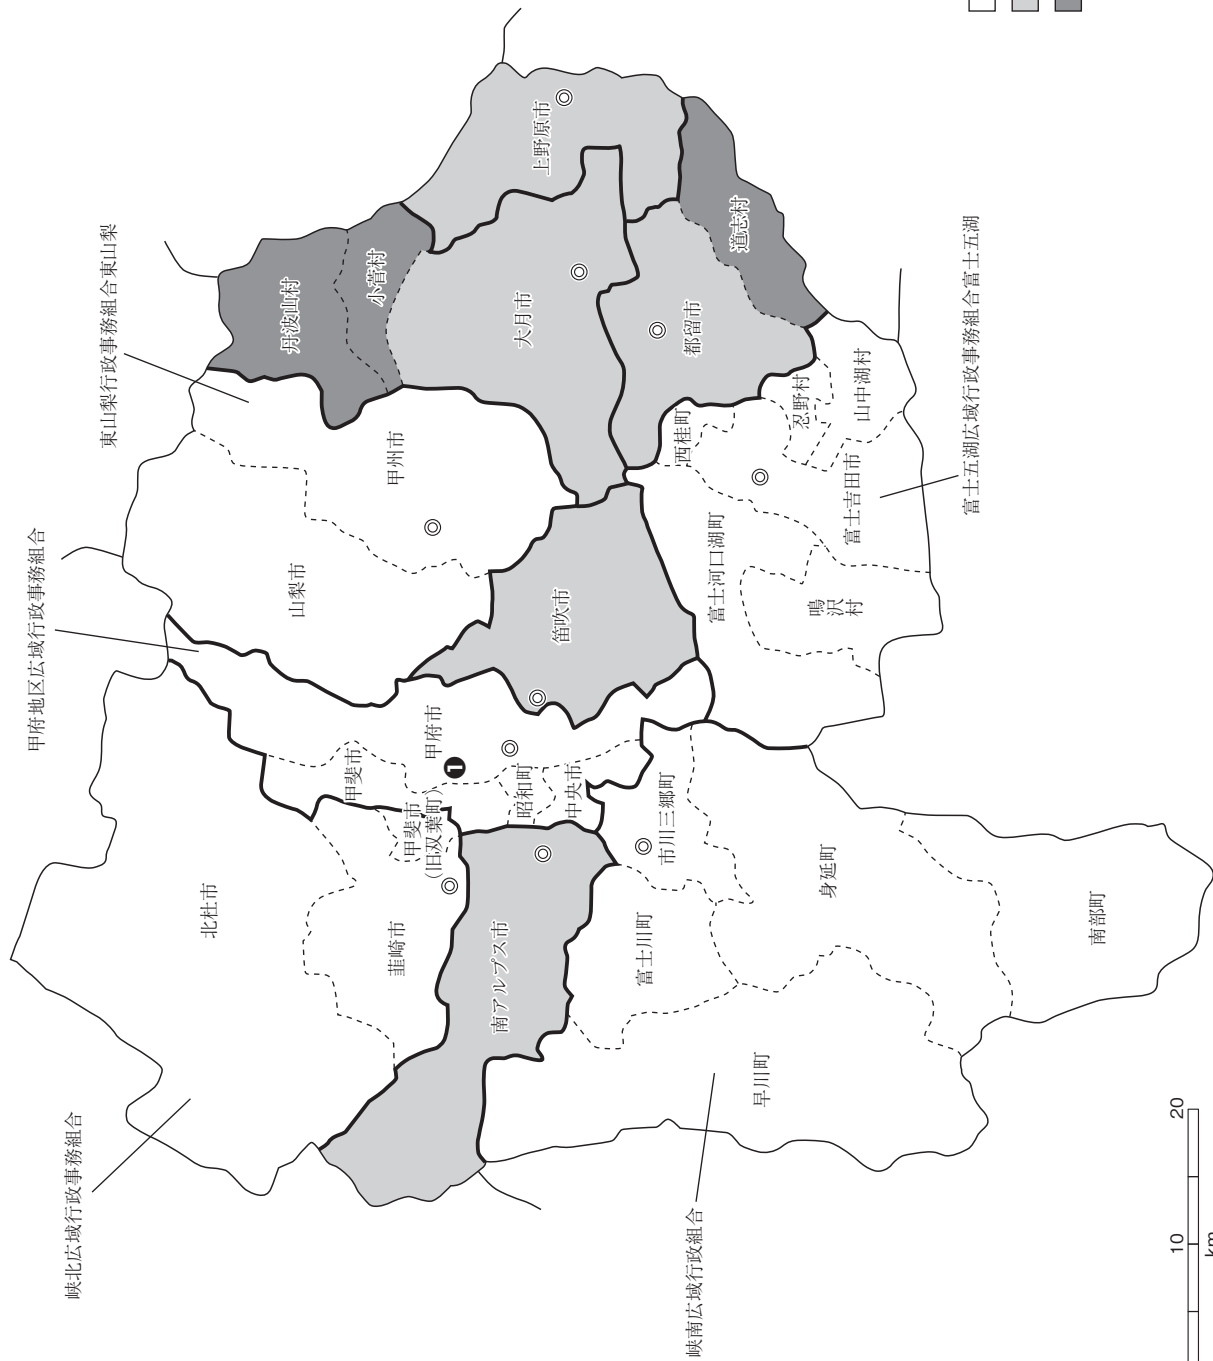 東山梨行政事務組合東山梨
甲府地区広域行政事務組合
峡北広域行政事務組合
峡南広域行政組合
富士五湖広域行政事務組合富士五湖
丹波山村
小菅村
上野原市
大月市
道志村
都留市
甲州市
山梨市
笛吹市
西桂町
忍野村
山中湖村
富士吉田市
富士河口湖町
鳴沢
村
甲府市
甲斐市
❶
甲斐市
(旧双葉町)
昭和町
中央市
北杜市
韮崎市
南アルプス市
市川三郷町
富士川町
身延町
早川町
南部町
10
20
km